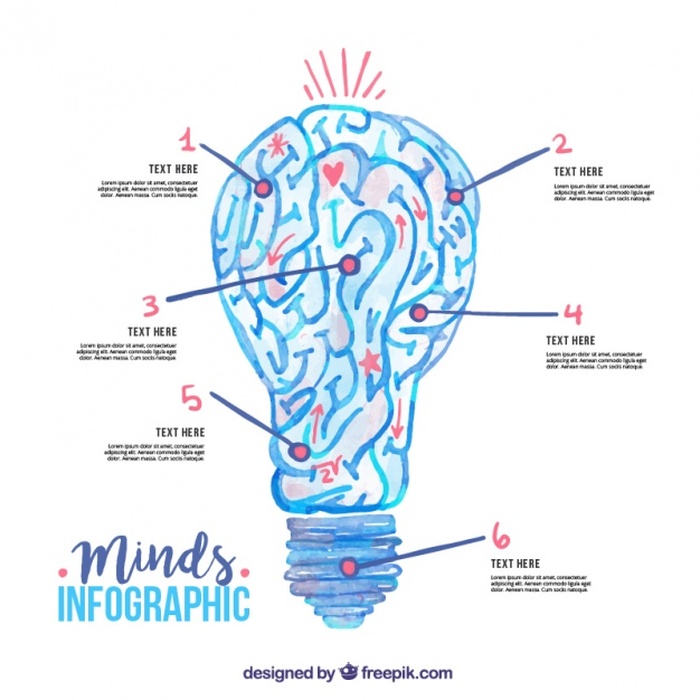 1
TEXT HERE
Lorem ipsum dolor sit amet, consectetuer
adipiscing elit. Aenean commodo ligula eget
dolor. Aenean massa. Cum sociis natoque.
2
TEXT HERE
Lorem ipsum dolor sit amet, consectetuer
adipiscing elit. Aenean commodo ligula eget
dolor. Aenean massa. Cum sociis natoque.
3
TEXT HERE
Lorem ipsum dolor sit amet, consectetuer
adipiscing elit. Aenean commodo ligula eget
dolor. Aenean massa. Cum sociis natoque.
4
TEXT HERE
Lorem ipsum dolor sit amet, consectetuer
adipiscing elit. Aenean commodo ligula eget
dolor. Aenean massa. Cum sociis natoque.
5
TEXT HERE
Lorem ipsum dolor sit amet, consectetuer
adipiscing elit. Aenean commodo ligula eget
dolor. Aenean massa. Cum sociis natoque.
6
TEXT HERE
Lorem ipsum dolor sit amet, consectetuer
adipiscing elit. Aenean commodo ligula eget
dolor. Aenean massa. Cum sociis natoque.
Minds
INFOGRAPHIC
designed by freepik.com